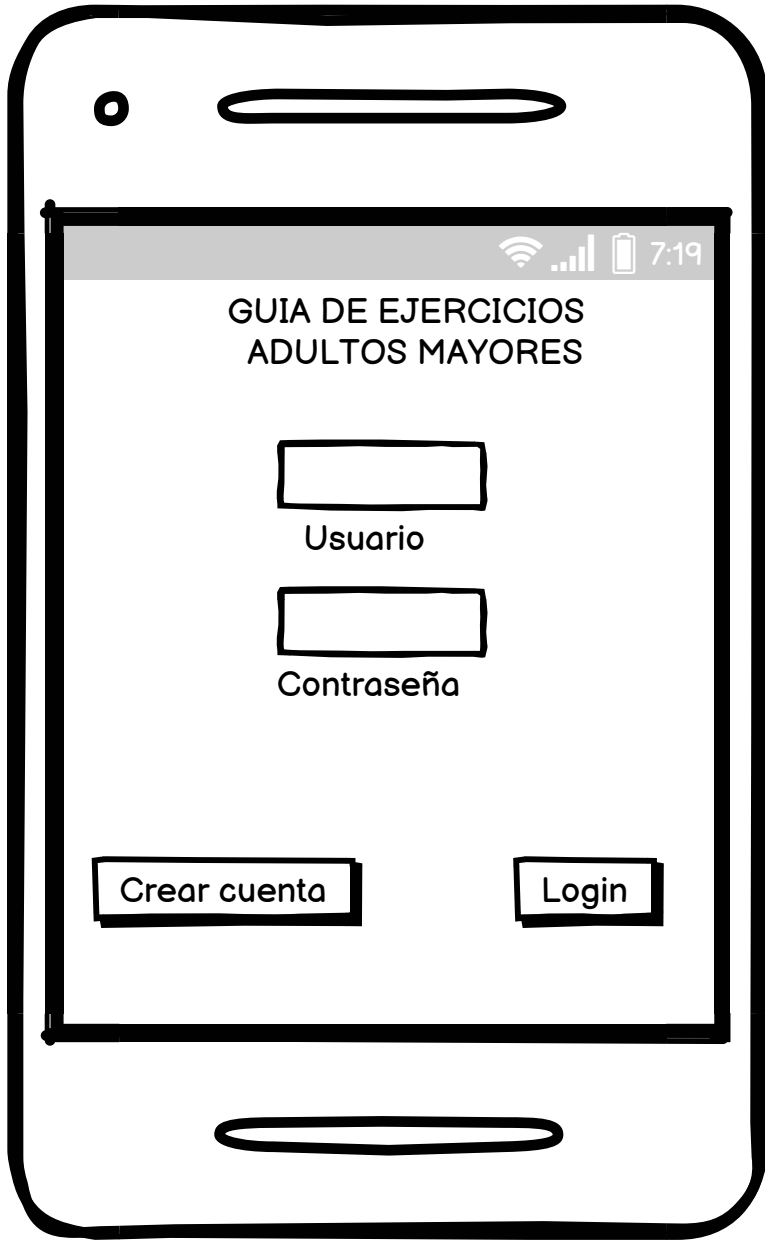 7:19
GUIA DE EJERCICIOS
ADULTOS MAYORES
Usuario
Contraseña
Crear cuenta
Login